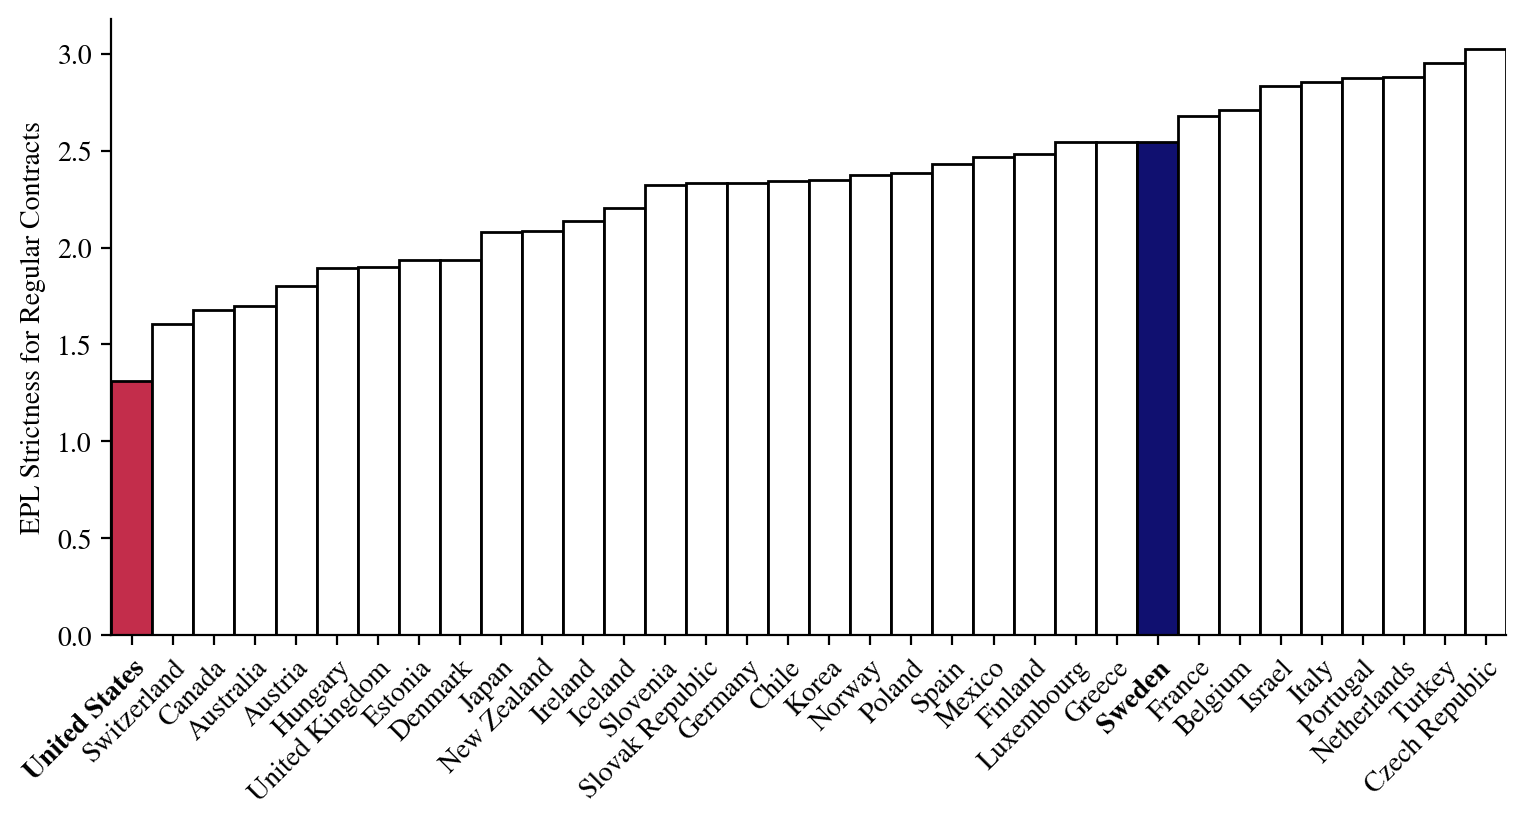 EPL Strictness for Regular Contracts
3.0
2.5
2.0
1.5
1.0
0.5
0.0
United States
Switzerland
Canada
Australia
Austria
Hungary
United Kingdom
Estonia
Denmark
Japan
New Zealand
Ireland
Iceland
Slovenia
Slovak Republic
Germany
Chile
Korea
Norway
Poland
Spain
Mexico
Finland
Luxembourg
Greece
Sweden
France
Belgium
Israel
Italy
Portugal
Netherlands
Turkey
Czech Republic